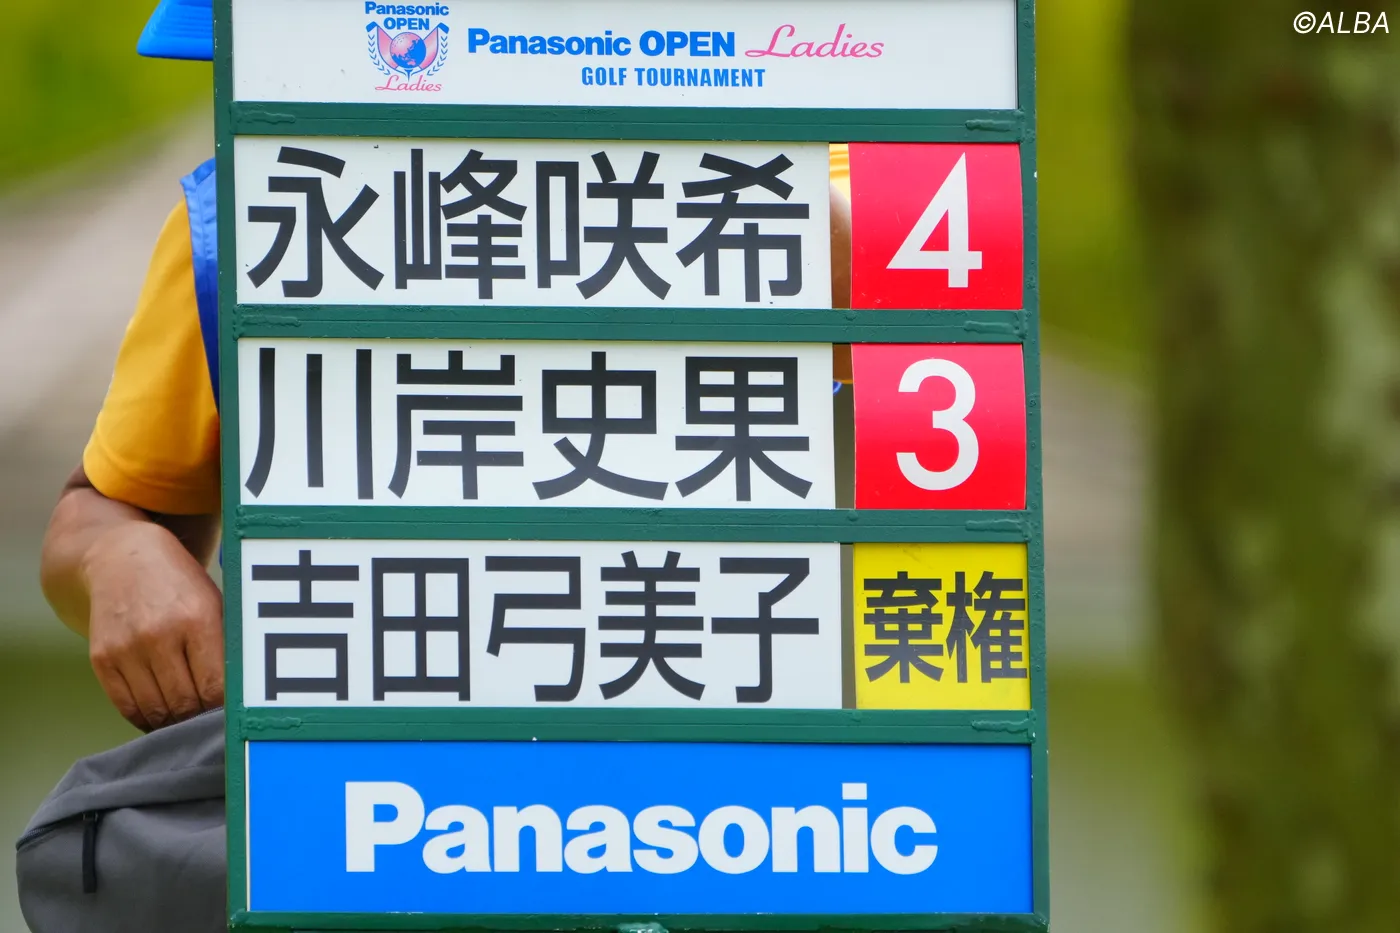 ©ALBA
Panasonic
OPEN
Ladies
Panasonic OPEN Ladies
GOLF TOURNAMENT
永峰咲希 4
川岸史果 3
吉田弓美子 棄権
Panasonic